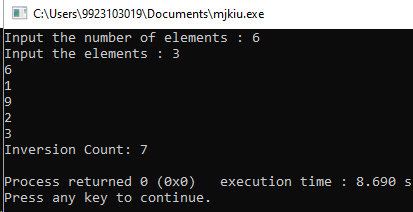 C:\Users\9923103019\Documents\mjkiu.exe
Input the number of elements : 6
Input the elements : 3
6
1
9
2
3
Inversion Count: 7
Process returned 0 (0x0)   execution time : 8.690 s
Press any key to continue.